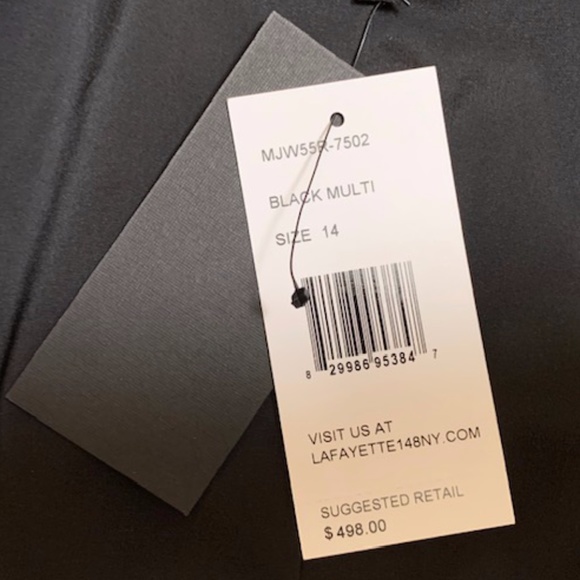 MJW55R-7502
BLACK MULTI
SIZE 14
8 29986 95384 7
VISIT US AT
LAFAYETTE148NY.COM
SUGGESTED RETAIL
$498.00